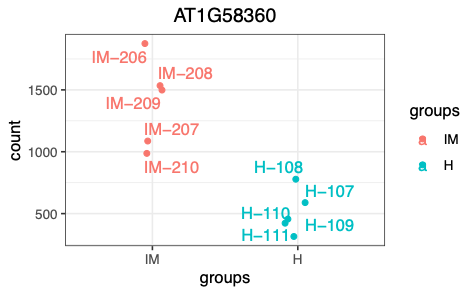 AT1G58360
count
1500
1000
500
IM−206
IM−208
IM−209
IM−207
IM−210
H−108
H−107
H−110
H−109
H−111
IM
H
groups
groups
a IM
a H